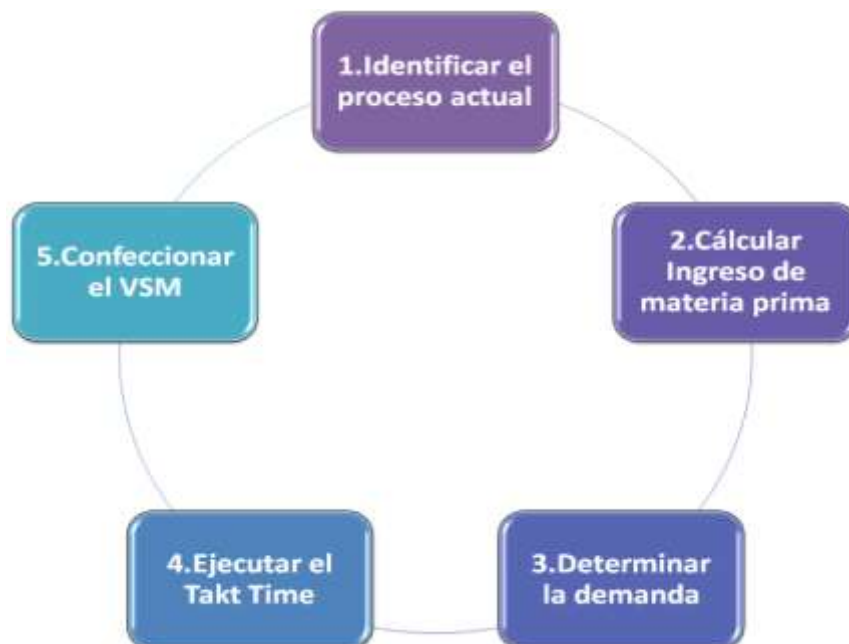 1.Identificar el
proceso actual
2.Cálcular
Ingreso de
materia prima
3.Determinar
la demanda
4.Ejecutar el
Takt Time
5.Confeccionar
el VSM